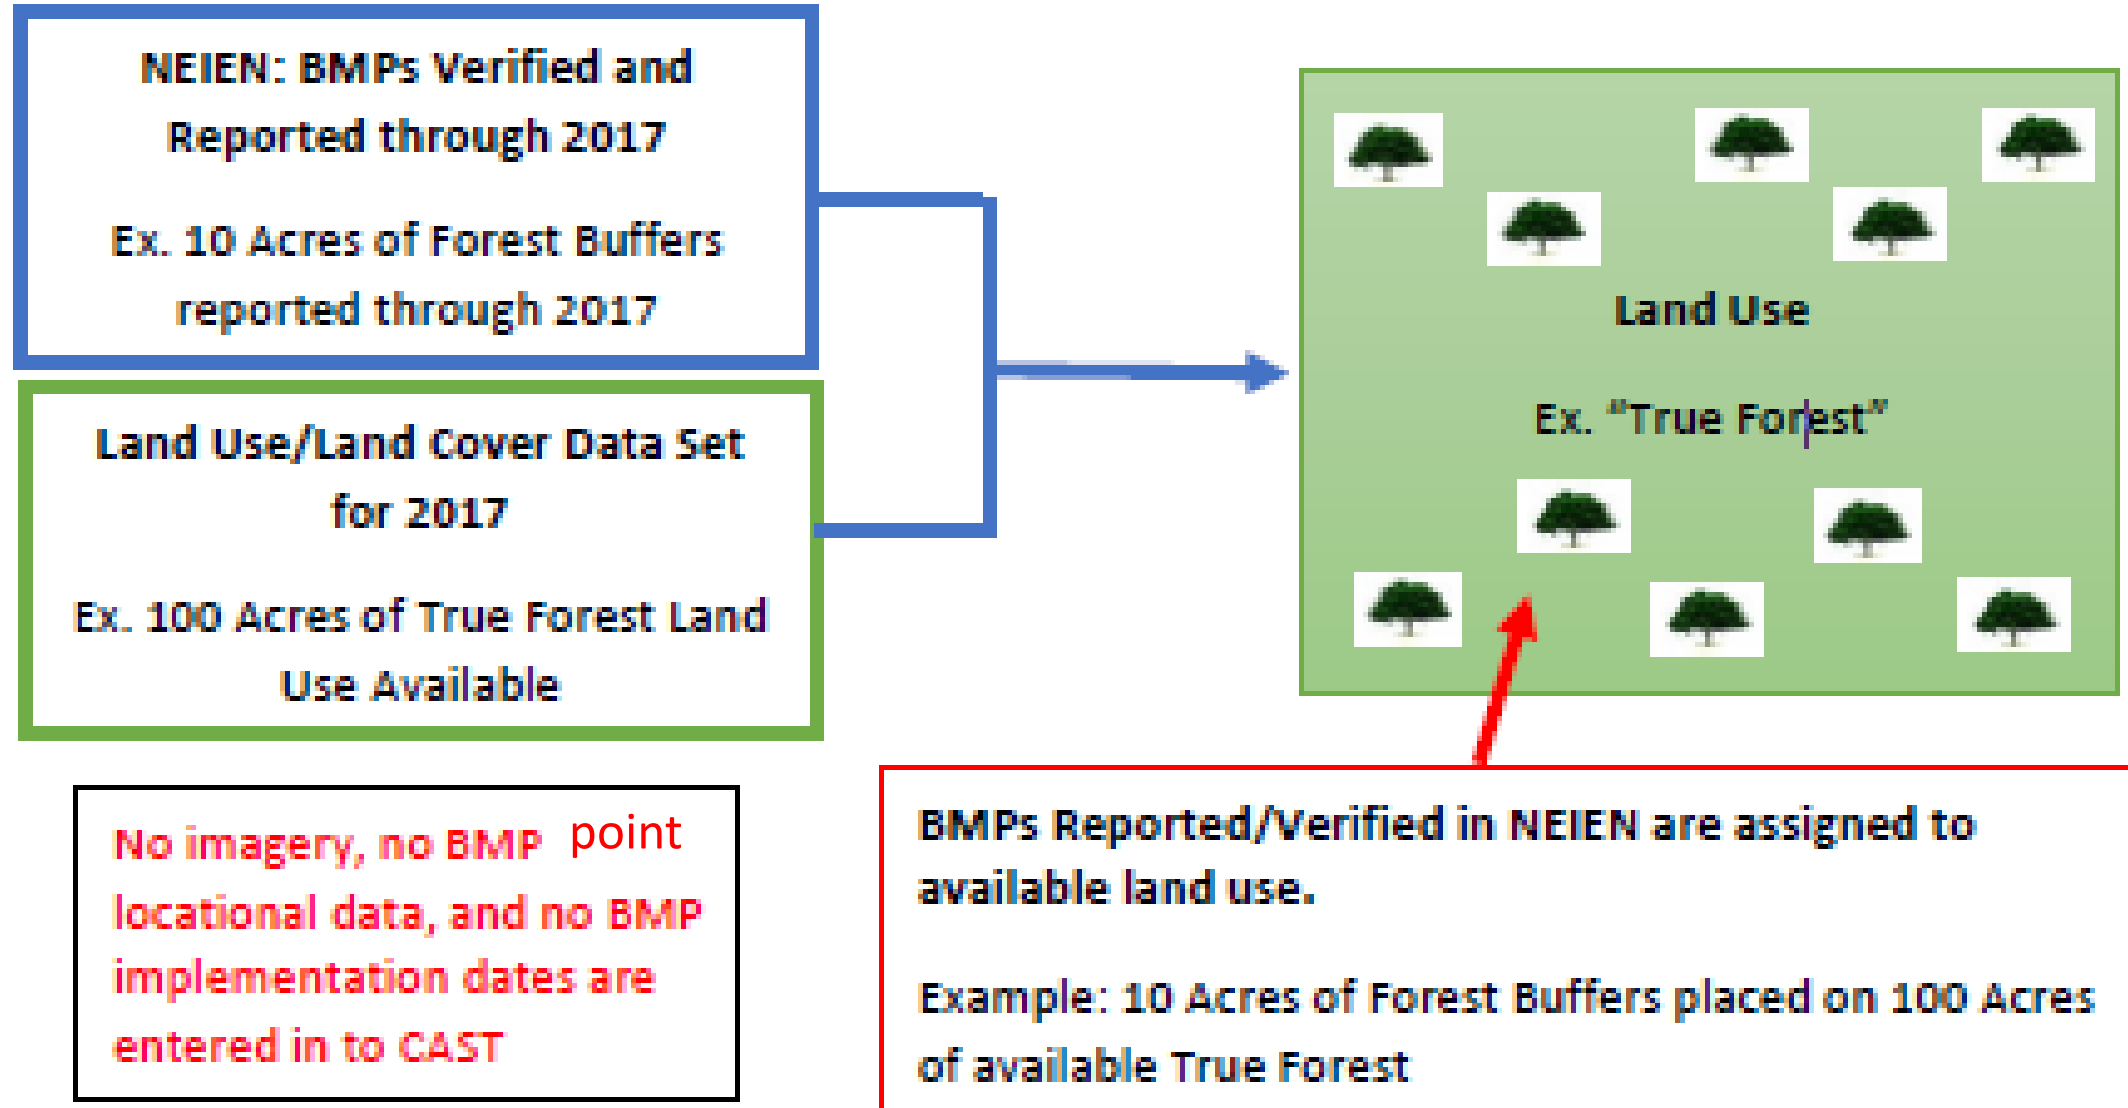 NEIEN: BMPs Verified and
Reported through 2017
Ex. 10 Acres of Forest Buffers
reported through 2017
Land Use/Land Cover Data Set
for 2017
Ex. 100 Acres of True Forest Land
Use Available
Land Use
Ex. “True Forest”
No imagery, no BMP point
locational data, and no BMP
implementation dates are
entered in to CAST
BMPs Reported/Verified in NEIEN are assigned to
available land use.
Example: 10 Acres of Forest Buffers placed on 100 Acres
of available True Forest